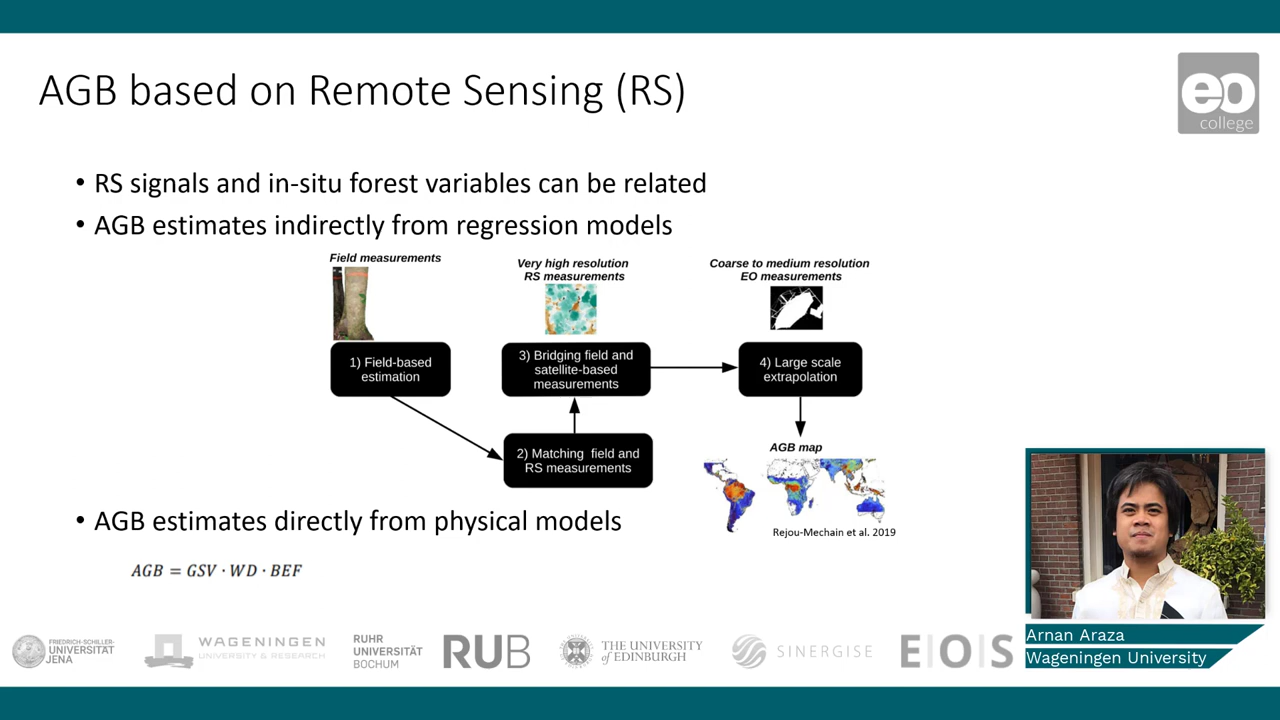 AGB based on Remote Sensing (RS)
eo
college
• RS signals and in-situ forest variables can be related
• AGB estimates indirectly from regression models
Field measurements
Very high resolution
RS measurements
Coarse to medium resolution
EO measurements
1) Field-based
estimation
3) Bridging field and
satellite-based
measurements
4) Large scale
extrapolation
2) Matching field and
RS measurements
AGB map
Rejou-Mechain et al. 2019
• AGB estimates directly from physical models
AGB = GSV · WD · BEF
Arnan Araza
Wageningen University
FRIEDRICH-SCHILLER-
UNIVERSITÄT
JENA
WAGENINGEN
UNIVERSITY & RESEARCH
RUHR
UNIVERSITÄT
BOCHUM
RUB
THE UNIVERSITY
of EDINBURGH
SINERGISE
E|O|S